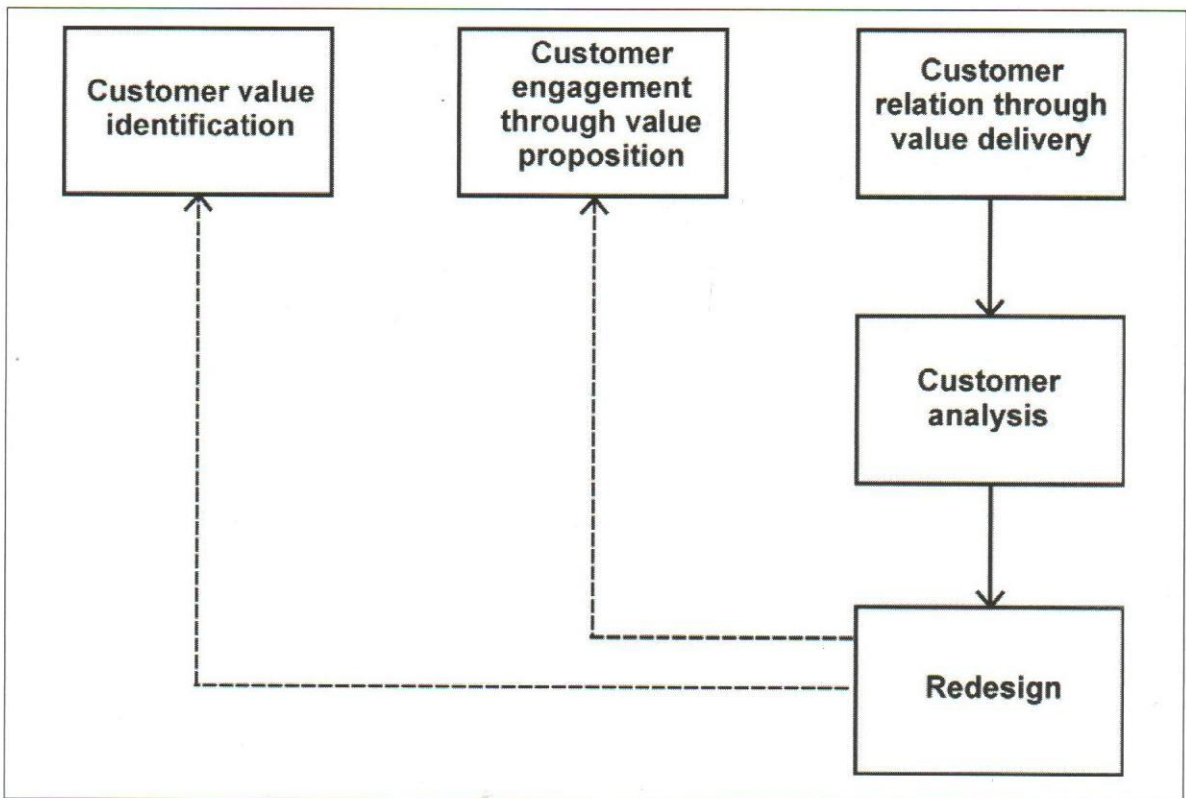 Customer value
identification
Customer
engagement
through value
proposition
Customer
relation through
value delivery
Customer
analysis
Redesign